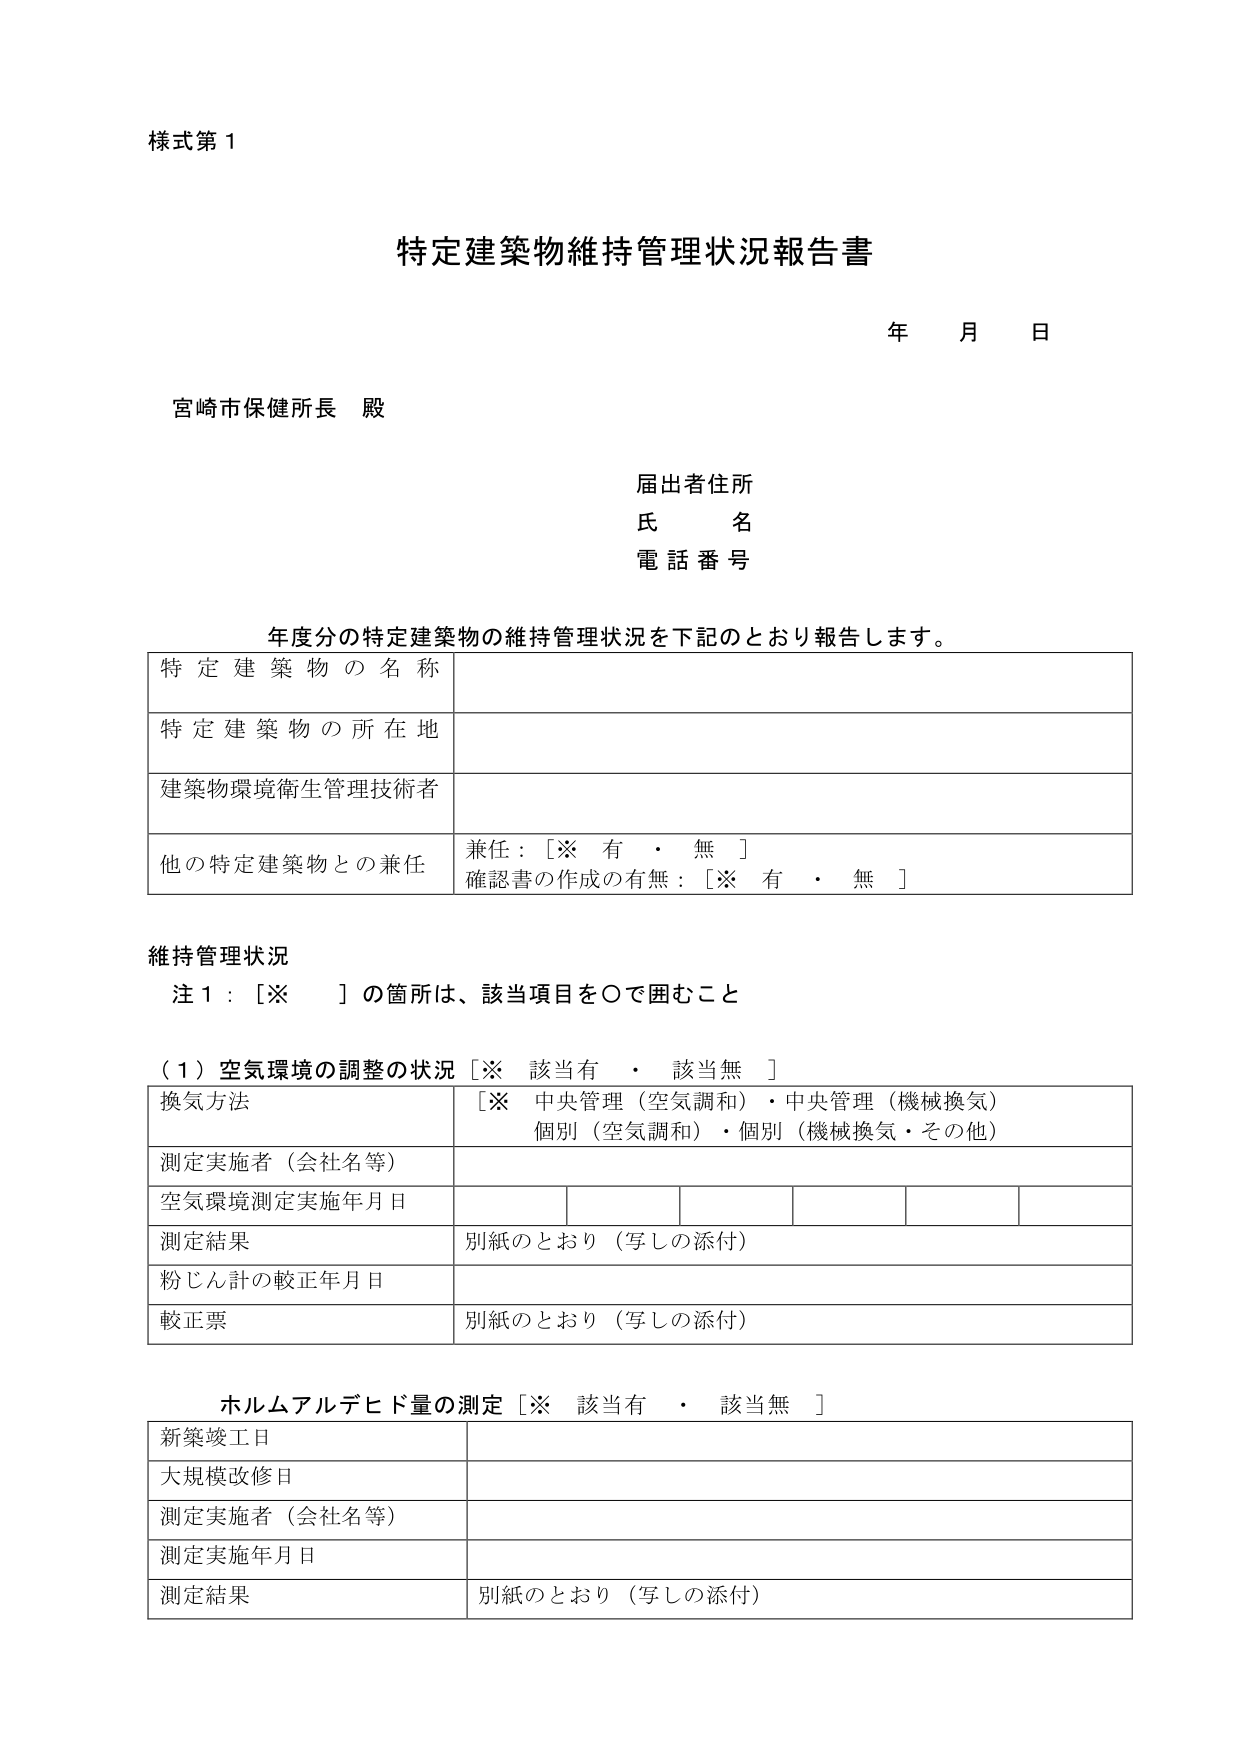 様式第１
特定建築物維持管理状況報告書
年　　月　　日
宮崎市保健所長　殿
届出者住所
氏　　　名
電話番号
年度分の特定建築物の維持管理状況を下記のとおり報告します。
特定建築物の名称
特定建築物の所在地
建築物環境衛生管理技術者
他の特定建築物との兼任
兼任：［※　有　・　無　］
確認書の作成の有無：［※　有　・　無　］
維持管理状況
注１：［※　　］の箇所は、該当項目を〇で囲むこと
（１）空気環境の調整の状況［※　該当有　・　該当無　］
換気方法
［※　中央管理（空気調和）・中央管理（機械換気）
個別（空気調和）・個別（機械換気・その他）
測定実施者（会社名等）
空気環境測定実施年月日
測定結果　別紙のとおり（写しの添付）
粉じん計の較正年月日
較正票　別紙のとおり（写しの添付）
ホルムアルデヒド量の測定［※　該当有　・　該当無　］
新築竣工日
大規模改修日
測定実施者（会社名等）
測定実施年月日
測定結果　別紙のとおり（写しの添付）